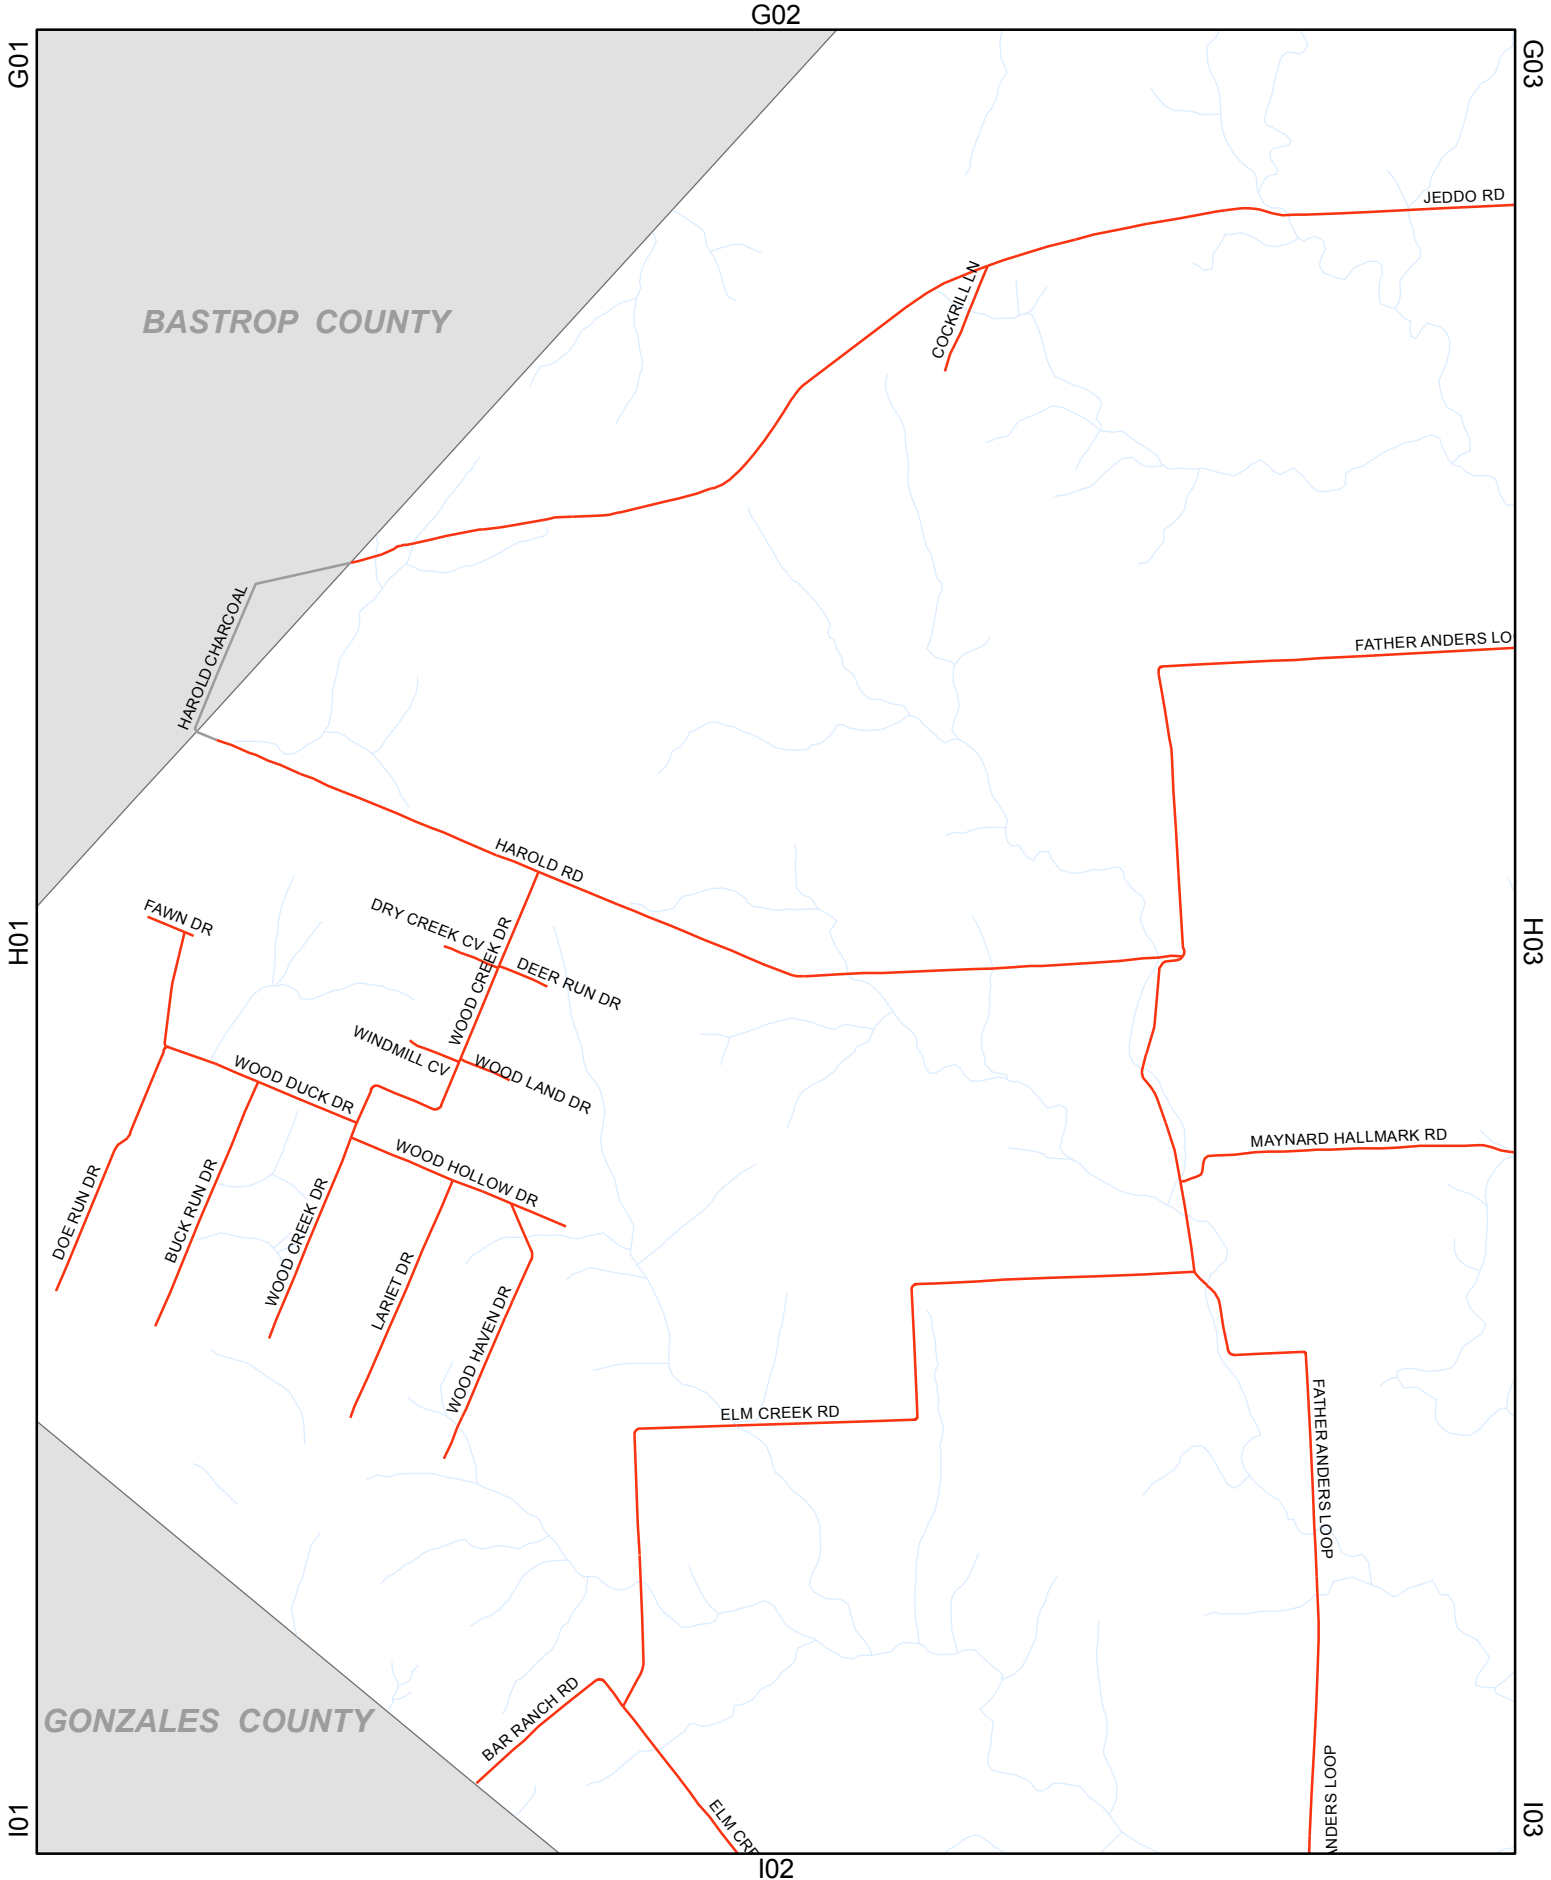 G02
G01
G03
JEDDO RD
COCKRILL LN
BASTROP COUNTY
HAROLD CHARCOAL
FATHER ANDERS LO
HAROLD RD
FAWN DR
DRY CREEK CV
WOOD CREEK DR
DEER RUN DR
H01
H03
WINDMILL CV
WOOD LAND DR
WOOD DUCK DR
MAYNARD HALLMARK RD
WOOD HOLLOW DR
DOE RUN DR
BUCK RUN DR
WOOD CREEK DR
LARIET DR
WOOD HAVEN DR
ELM CREEK RD
FATHER ANDERS LOOP
GONZALES COUNTY
BAR RANCH RD
ELM CRE
NDERS LOOP
I01
I03
I02